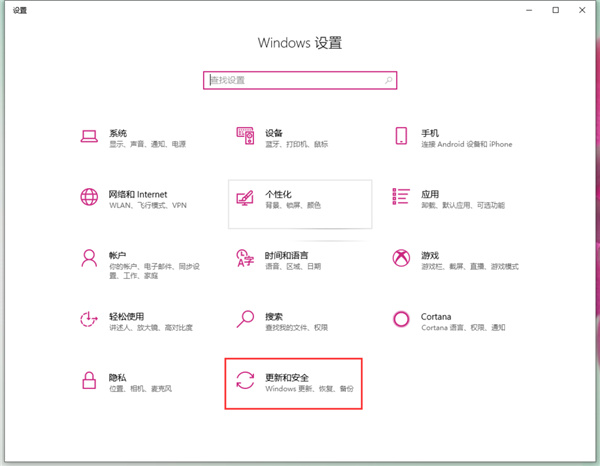 设置
Windows 设置
查找设置
系统
显示、声音、通知、电源
设备
蓝牙、打印机、鼠标
手机
连接 Android 设备和 iPhone
网络和 Internet
WLAN、飞行模式、VPN
个性化
背景、锁屏、颜色
应用
卸载、默认应用、可选功能
帐户
你的帐户、电子邮件、同步设
置、工作、家庭
时间和语言
语音、区域、日期
游戏
游戏栏、截屏、直播、游戏模式
轻松使用
讲述人、放大镜、高对比度
搜索
查找我的文件、权限
Cortana
Cortana 语言、权限、通知
隐私
位置、相机、麦克风
更新和安全
Windows 更新、恢复、备份